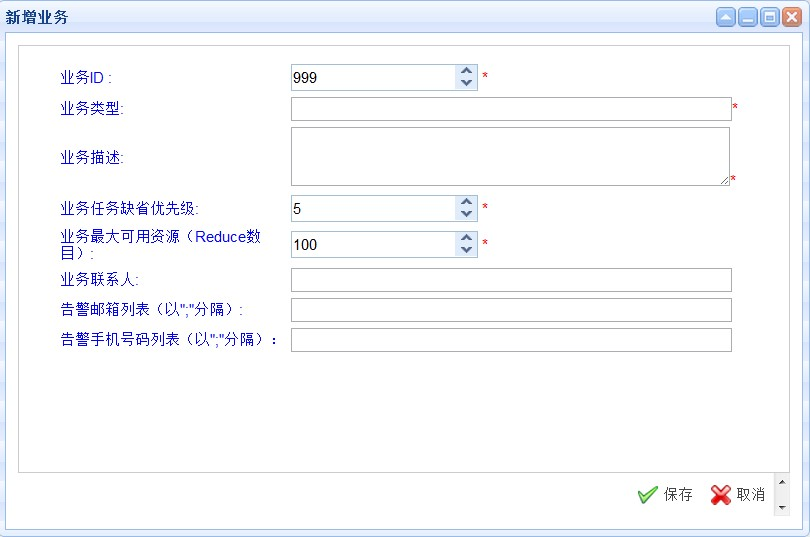 新增业务
业务ID : 999 *
业务类型: *
业务描述: *
业务任务缺省优先级: 5 *
业务最大可用资源（Reduce数
目）: 100 *
业务联系人:
告警邮箱列表（以";"分隔）:
告警手机号码列表（以";"分隔）：
保存 取消